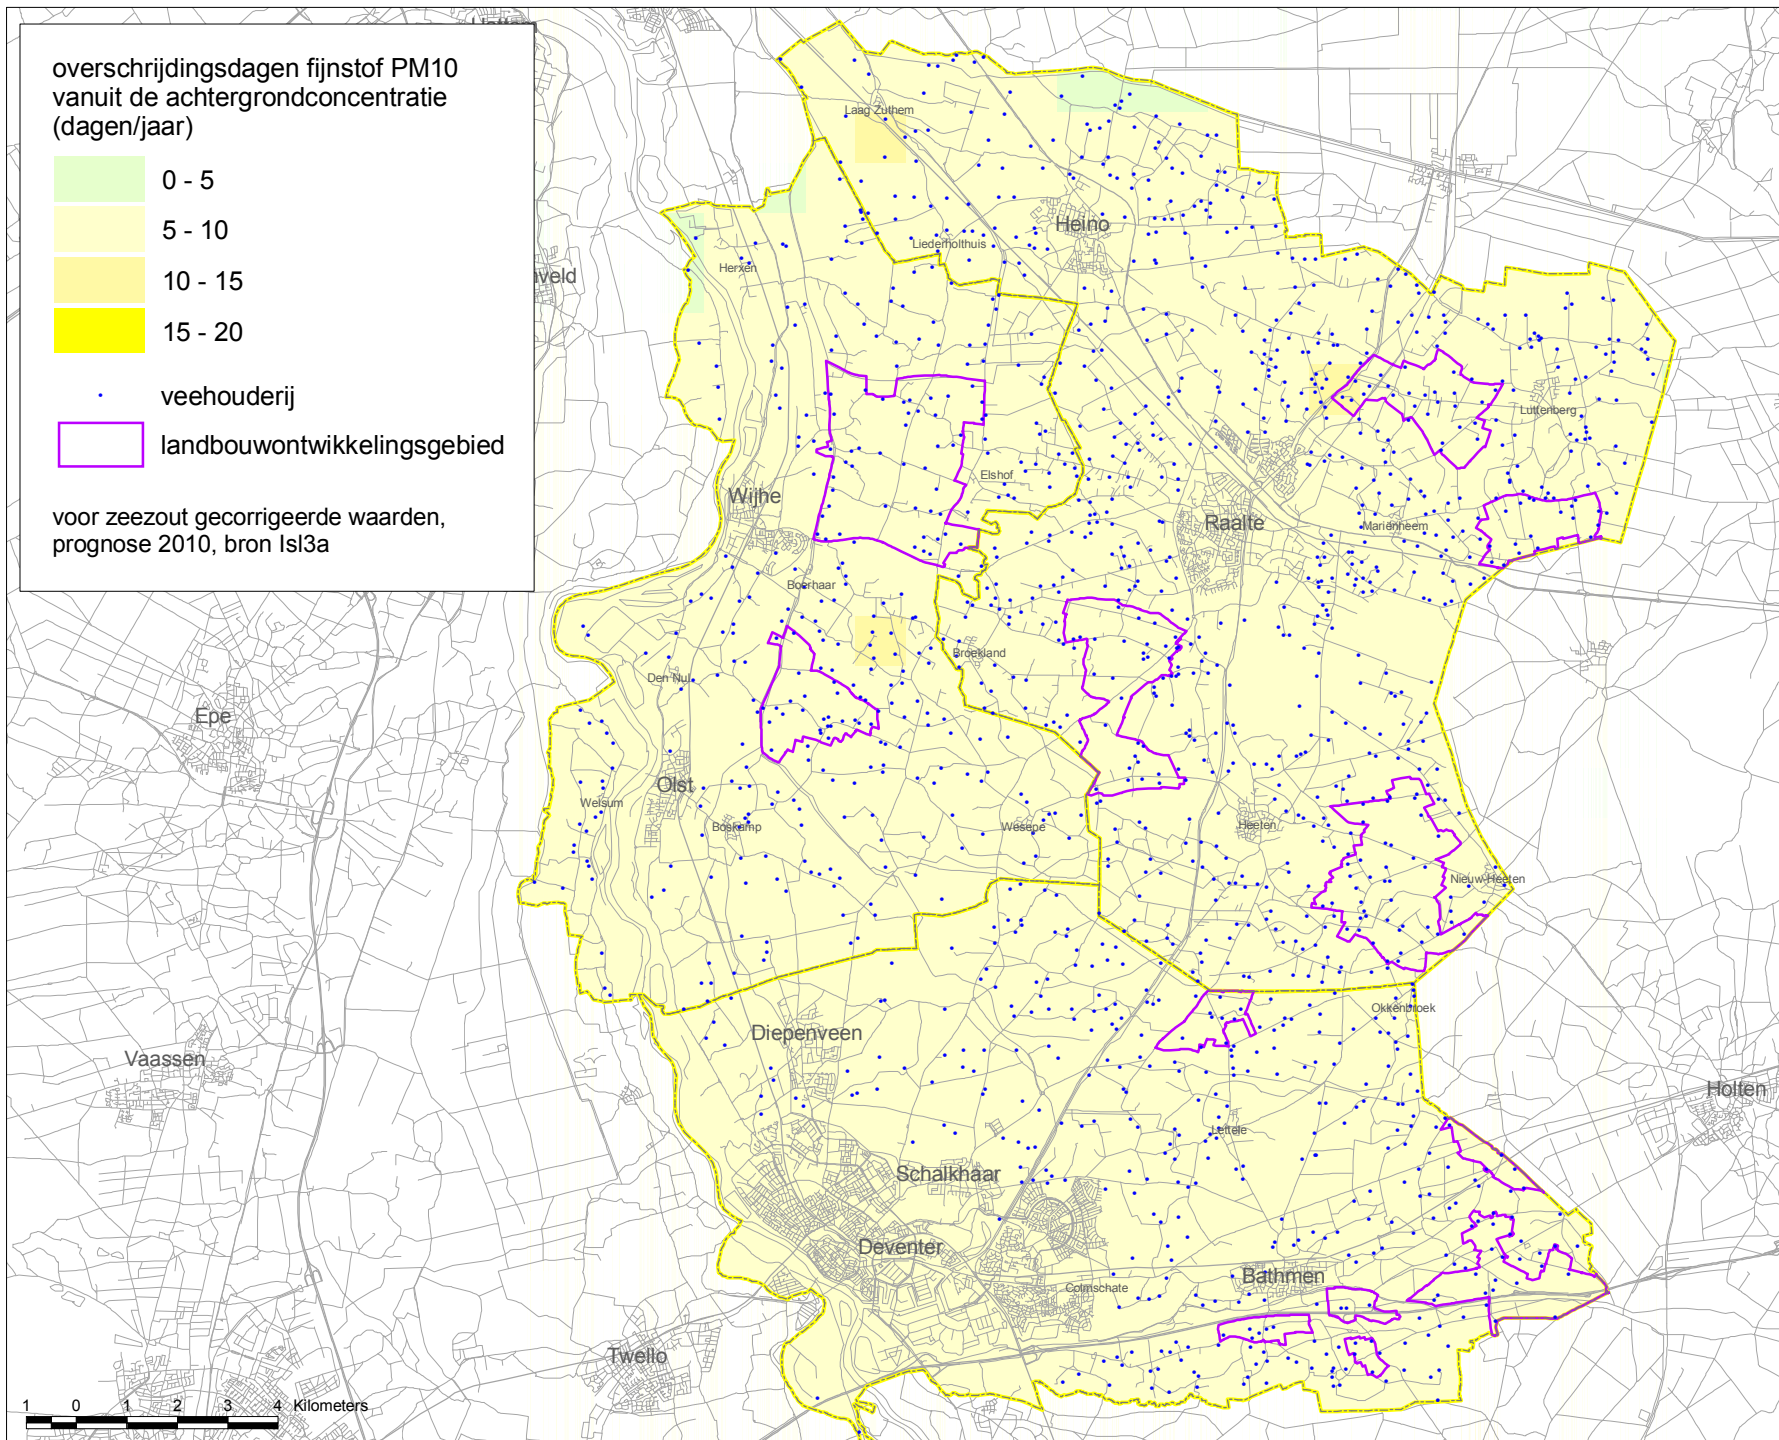 overschrijdingsdagen fijnstof PM10
vanuit de achtergrondconcentratie
(dagen/jaar)
0 - 5
5 - 10
10 - 15
15 - 20
veehouderij
landbouwontwikkelingsgebied
voor zeezout gecorrigeerde waarden,
prognose 2010, bron Isl3a
Laag Zuthem
Heino
Liederholthuis
Herxen
nveld
Luttenberg
Elshof
Wijhe
Raalte
Mariënheem
Boerhaar
Broekland
Den Nul
Epe
Olst
Welsum
Boskamp
Wesepe
Heeten
Nieuw-Heeten
Okkenbroek
Diepenveen
Vaassen
Holten
Lettele
Schalkhaar
Deventer
Bathmen
Colmschate
Twello
1 0 1 2 3 4 Kilometers